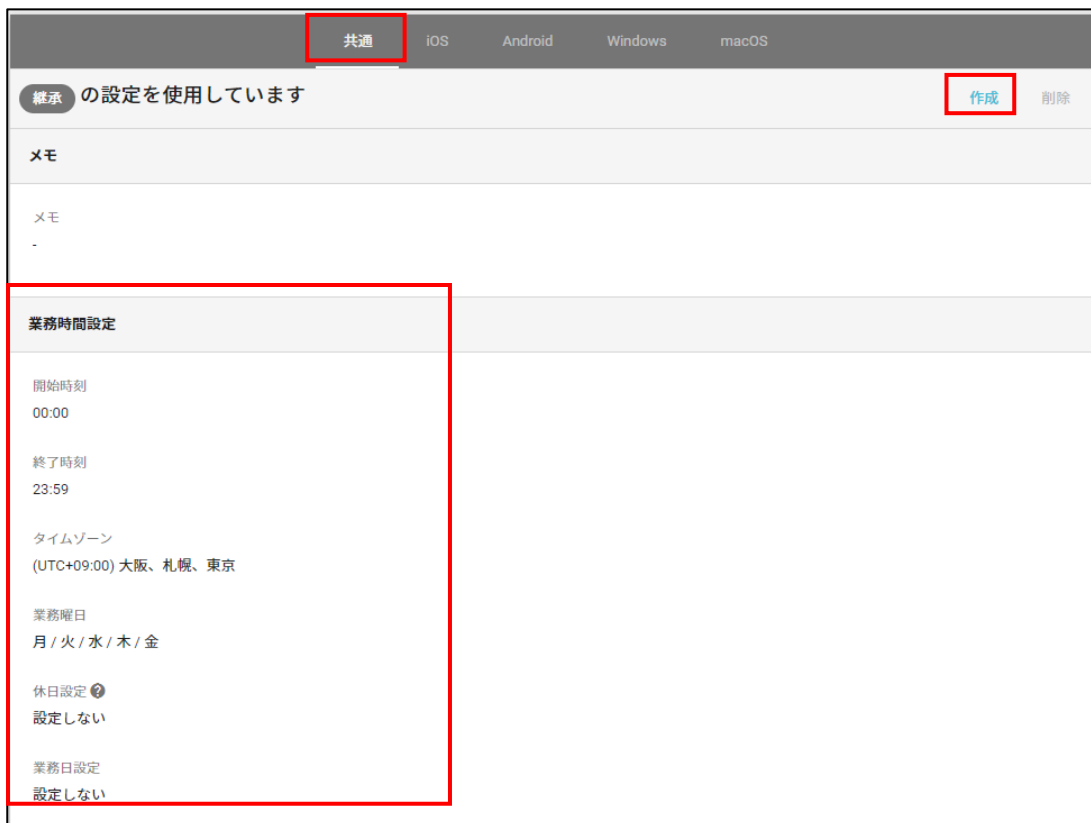 共通 iOS Android Windows macOS
継承 の設定を使用しています 作成 削除
メモ
メモ
-
業務時間設定
開始時刻
00:00
終了時刻
23:59
タイムゾーン
(UTC+09:00) 大阪、札幌、東京
業務曜日
月 / 火 / 水 / 木 / 金
休日設定 ?
設定しない
業務日設定
設定しない